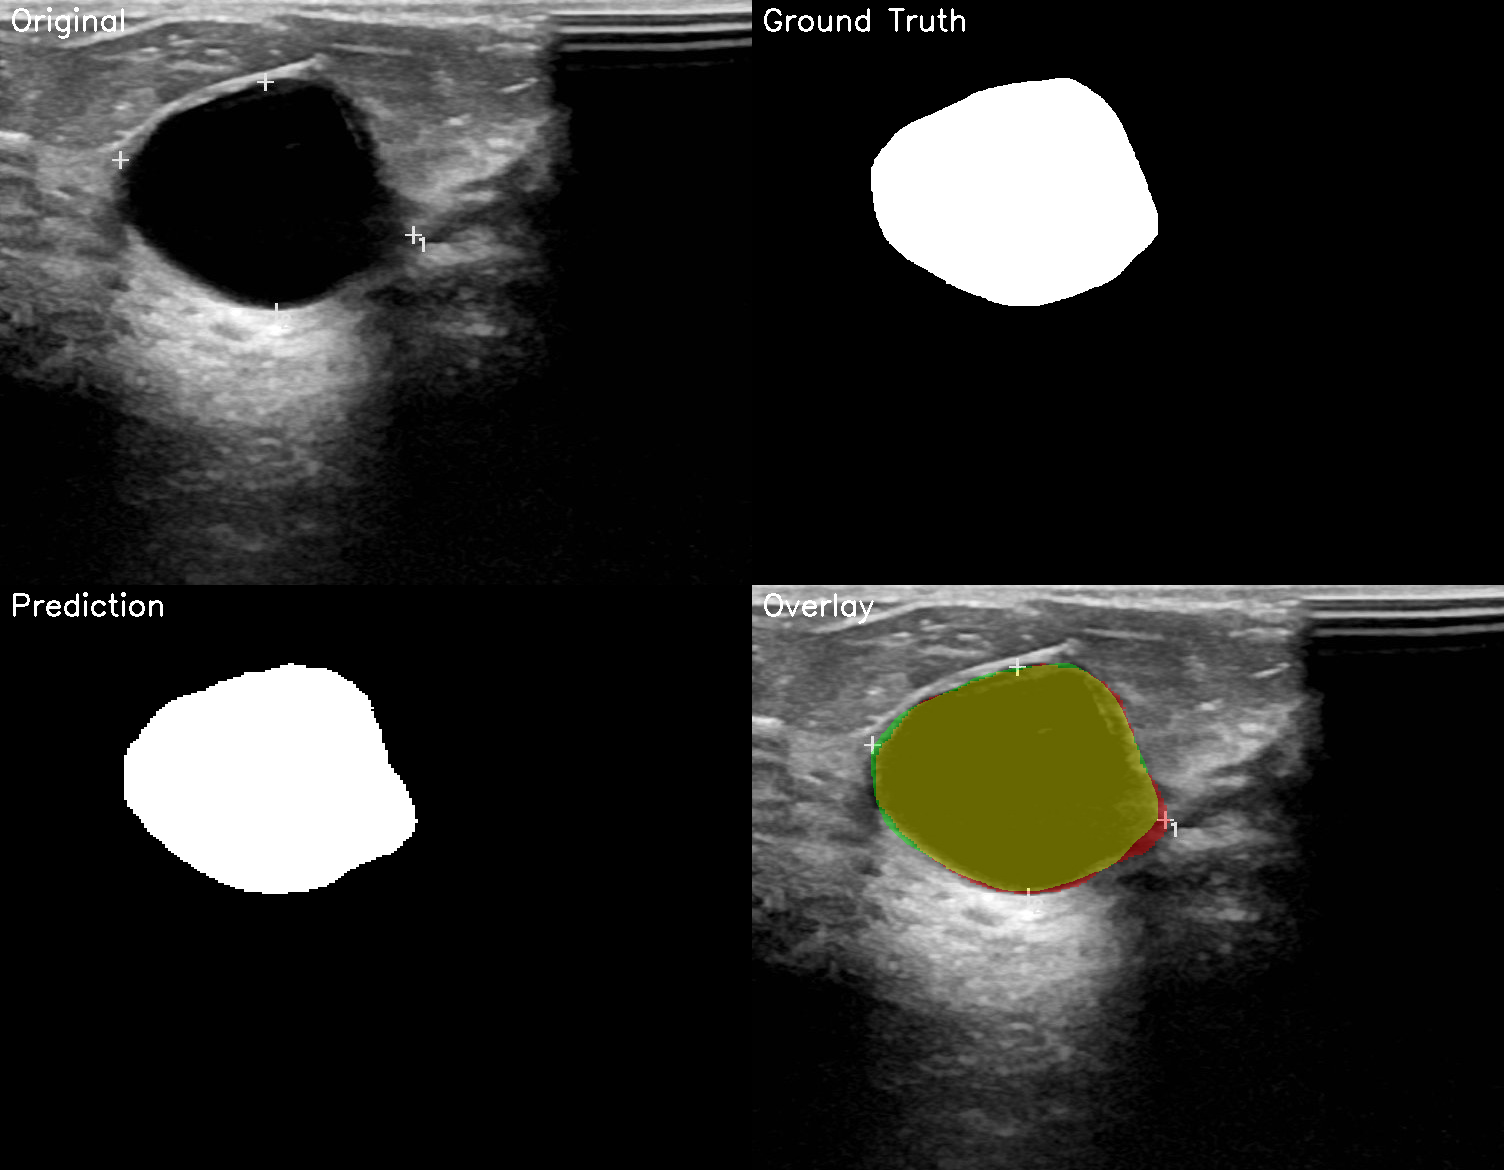 Original
Ground Truth
1
Prediction
Overlay
1